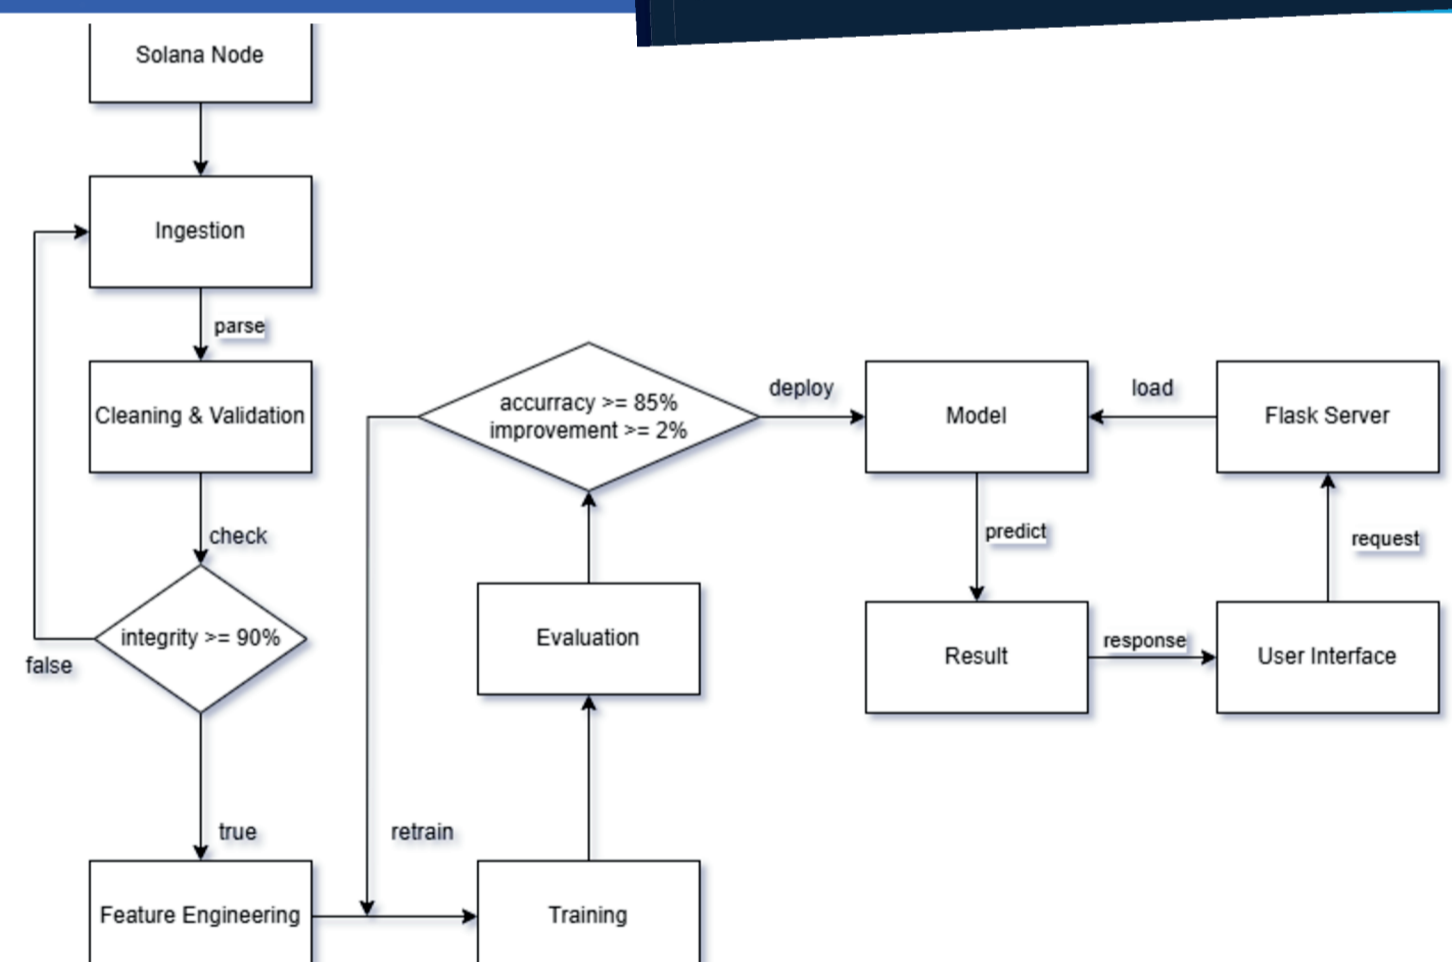 Solana Node
Ingestion
parse
Cleaning & Validation
check
integrity >= 90%
false
true
Feature Engineering
retrain
Training
Evaluation
accurracy >= 85%
improvement >= 2%
deploy
Model
load
Flask Server
predict
request
Result
response
User Interface